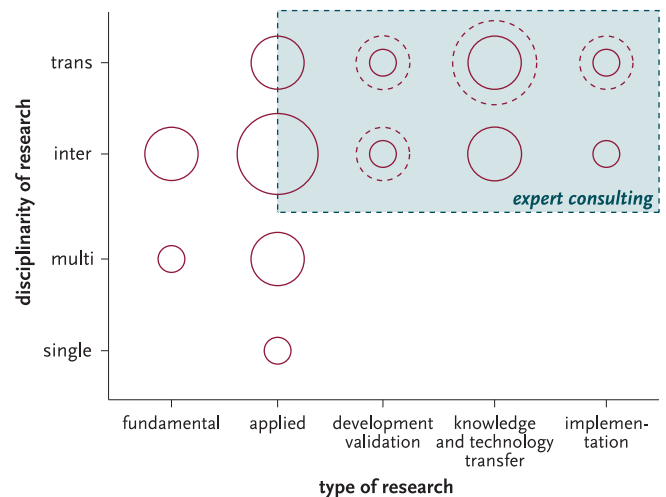 disciplinarity of research
trans
inter
multi
single
expert consulting
fundamental
applied
development
validation
knowledge
and technology
transfer
implemen-
tation
type of research